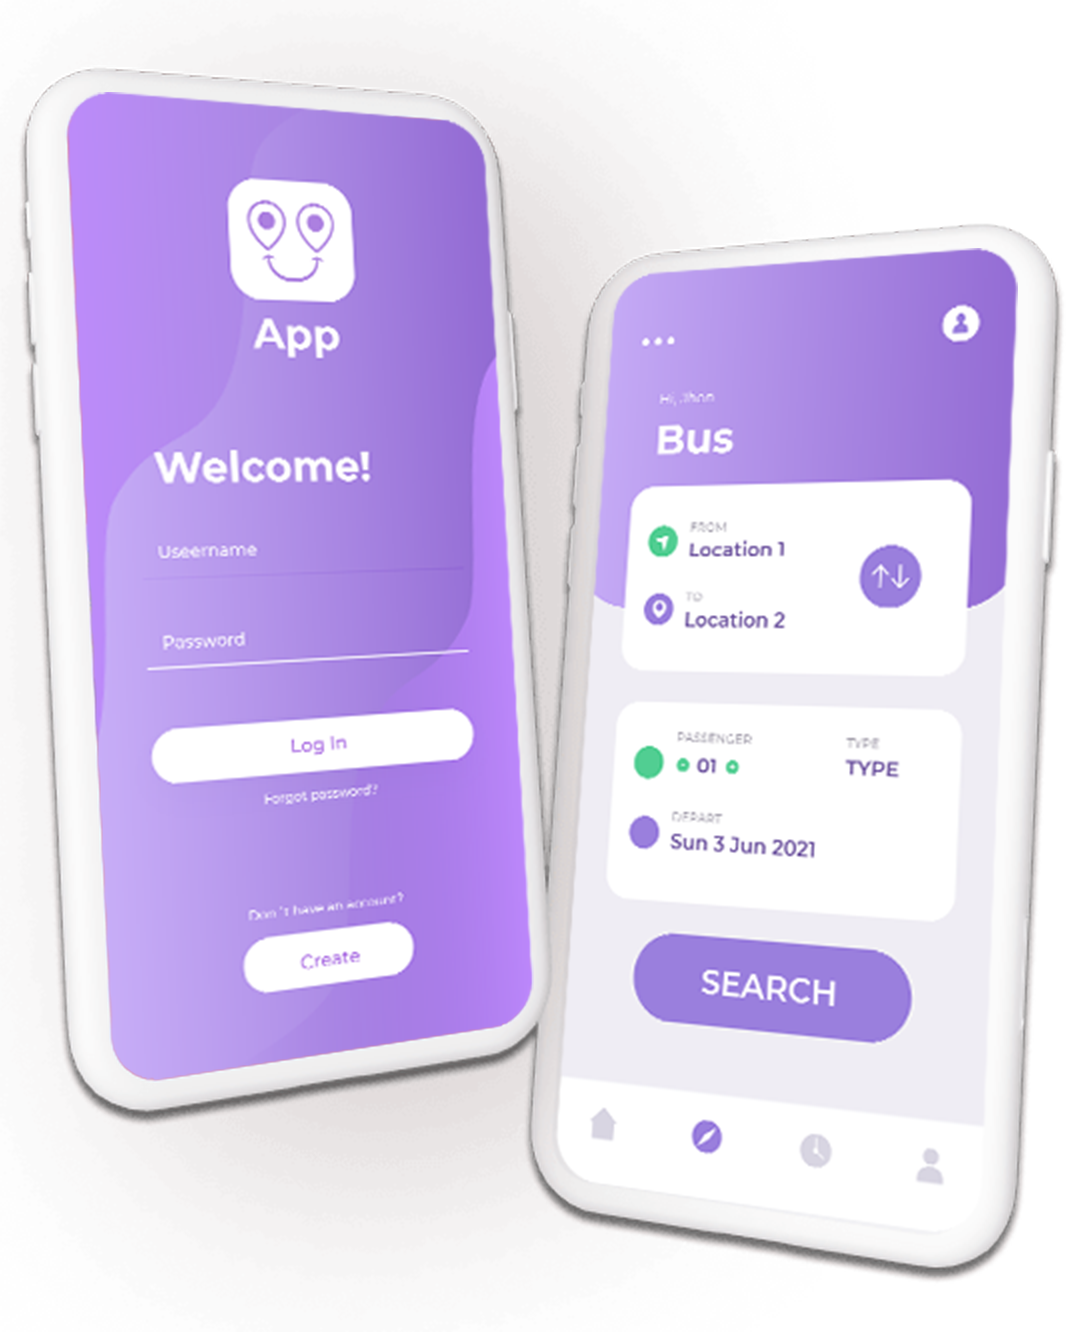 App
Welcome!
Useername
Password
Log In
Forgot password?
Don't have an account?
Create
Hi, Jhon
Bus
FROM
Location 1
TO
Location 2
PASSENGER
01
TYPE
TYPE
DEPART
Sun 3 Jun 2021
SEARCH